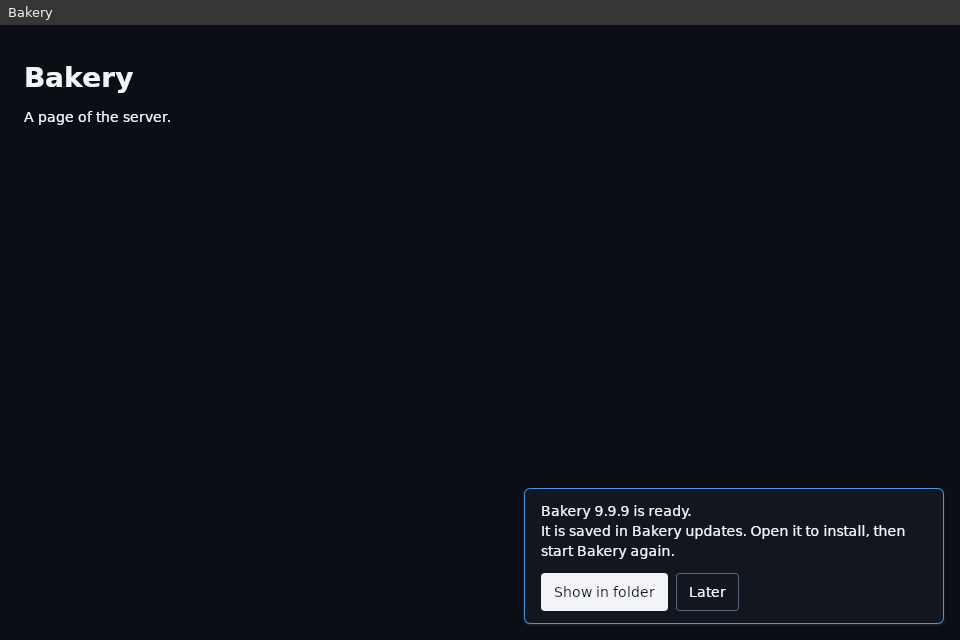 Bakery
Bakery
A page of the server.
Bakery 9.9.9 is ready.
It is saved in Bakery updates. Open it to install, then
start Bakery again.
Show in folder
Later